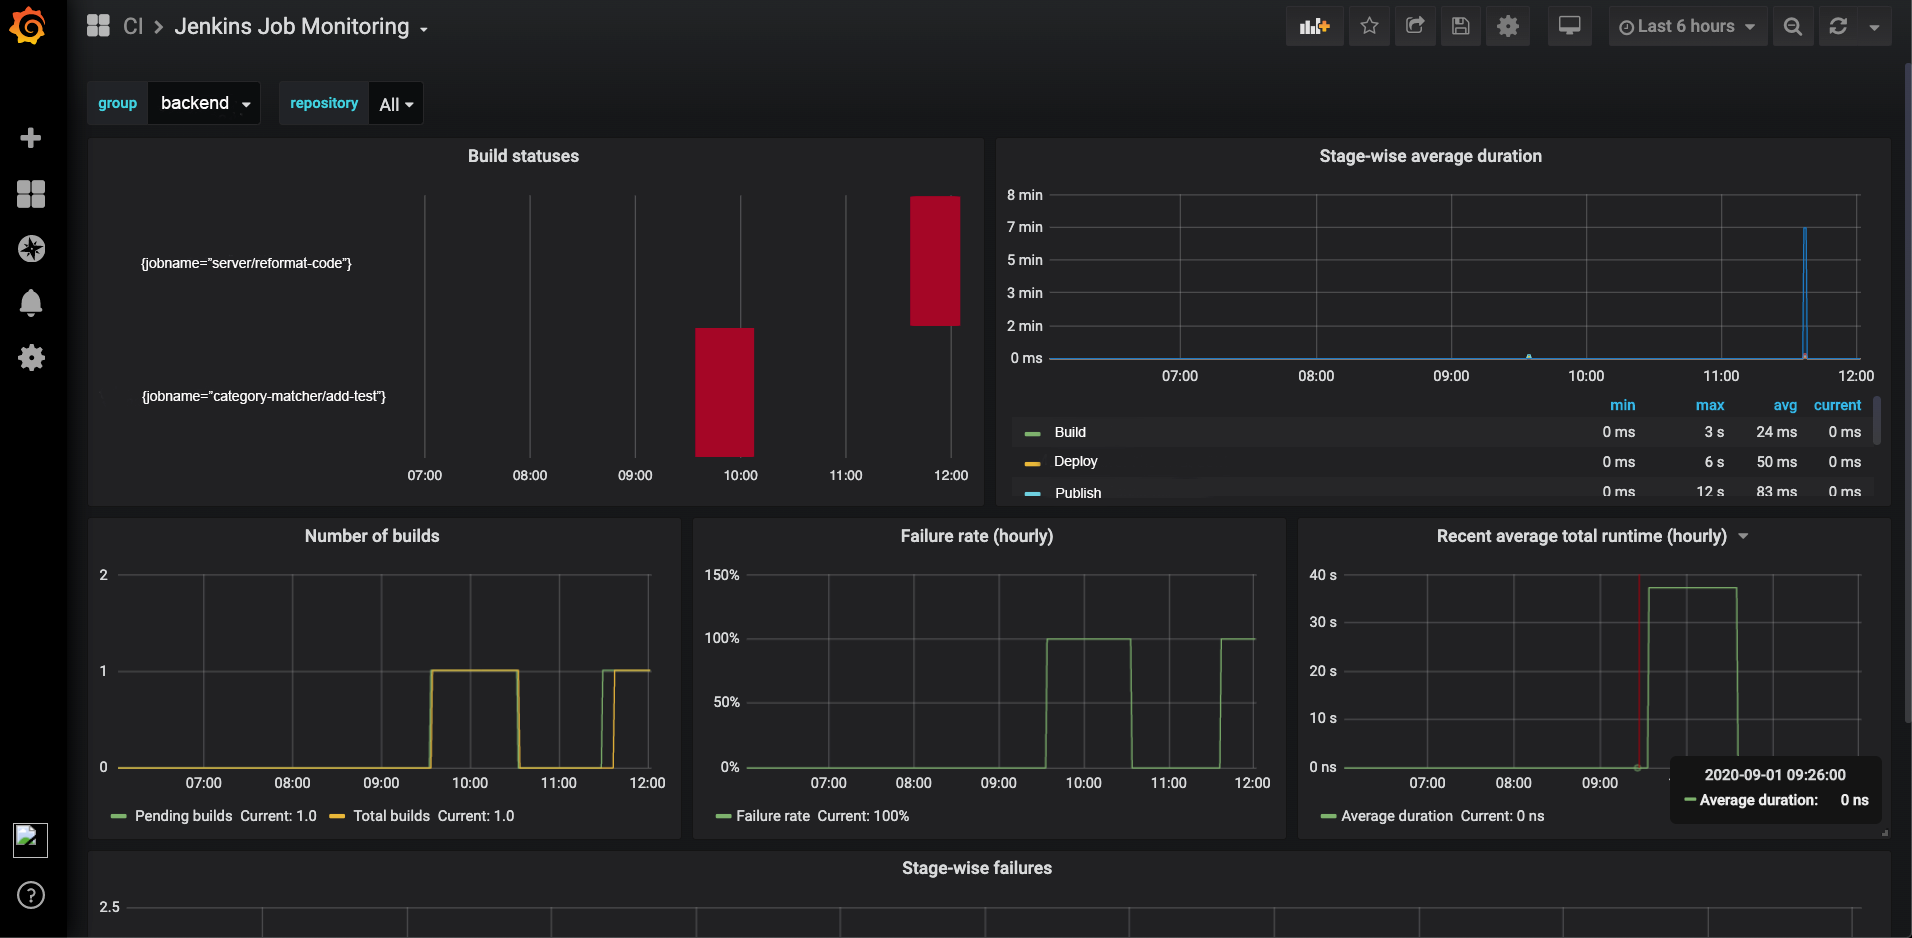 CI > Jenkins Job Monitoring
Last 6 hours
group backend repository All
Build statuses
{jobname="server/reformat-code"}
{jobname="category-matcher/add-test"}
07:00 08:00 09:00 10:00 11:00 12:00
Stage-wise average duration
8 min
7 min
5 min
3 min
2 min
0 ms
07:00 08:00 09:00 10:00 11:00 12:00
min max avg current
Build 0 ms 3 s 24 ms 0 ms
Deploy 0 ms 6 s 50 ms 0 ms
Publish 0 ms 12 s 83 ms 0 ms
Number of builds
2
1
0
07:00 08:00 09:00 10:00 11:00 12:00
Pending builds Current: 1.0 Total builds Current: 1.0
Failure rate (hourly)
150%
100%
50%
0%
07:00 08:00 09:00 10:00 11:00 12:00
Failure rate Current: 100%
Recent average total runtime (hourly)
40 s
30 s
20 s
10 s
0 ns
07:00 08:00 09:00
2020-09-01 09:26:00
Average duration: 0 ns
Average duration Current: 0 ns
Stage-wise failures
2.5